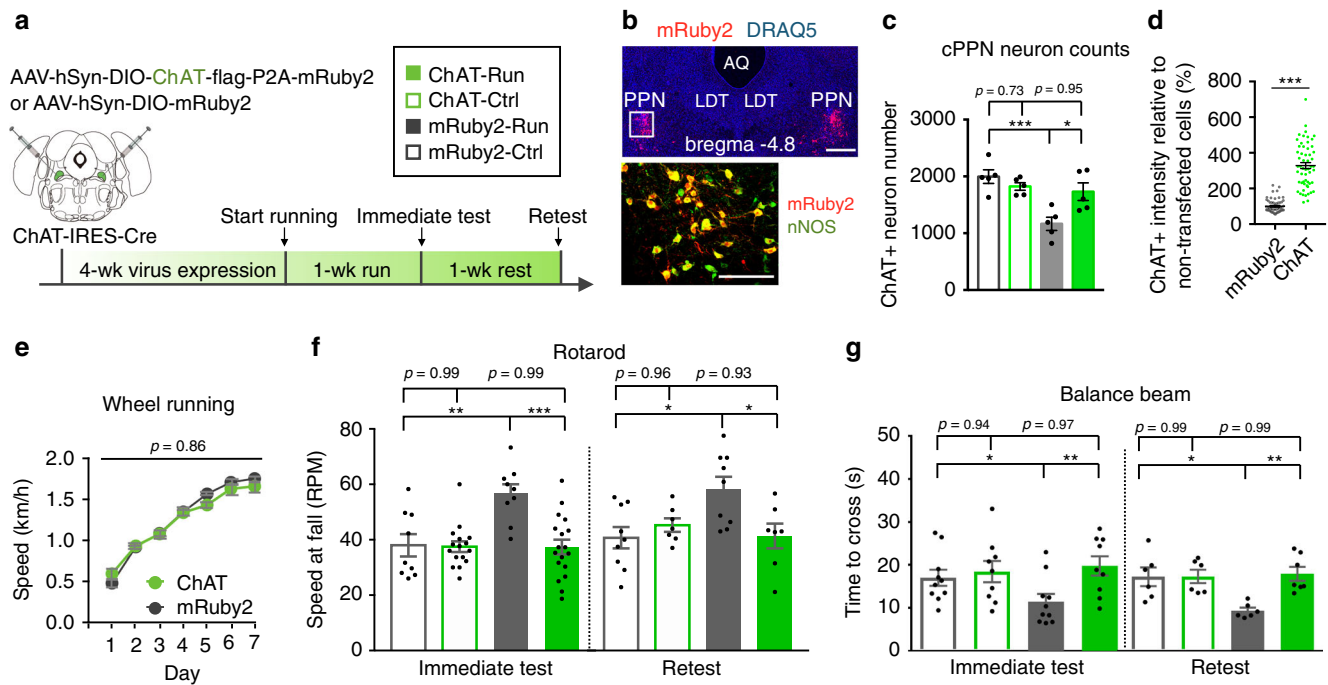 a
AAV-hSyn-DIO-ChAT-flag-P2A-mRuby2
or AAV-hSyn-DIO-mRuby2
ChAT-Run
ChAT-Ctrl
mRuby2-Run
mRuby2-Ctrl
ChAT-IRES-Cre
Start running
Immediate test
Retest
4-wk virus expression
1-wk run
1-wk rest
b
mRuby2 DRAQ5
AQ
PPN
LDT
LDT
PPN
bregma -4.8
mRuby2
nNOS
c
cPPN neuron counts
p = 0.73
p = 0.95
***
*
ChAT+ neuron number
3000
2000
1000
0
d
***
ChAT+ intensity relative to
non-transfected cells (%)
800
600
400
200
0
mRuby2
ChAT
e
Wheel running
p = 0.86
Speed (km/h)
2.0
1.5
1.0
0.5
0.0
ChAT
mRuby2
1 2 3 4 5 6 7
Day
f
Rotarod
p = 0.99
p = 0.99
**
***
p = 0.96
p = 0.93
*
*
Speed at fall (RPM)
80
60
40
20
0
Immediate test
Retest
g
Balance beam
p = 0.94
p = 0.97
*
**
p = 0.99
p = 0.99
*
**
Time to cross (s)
50
40
30
20
10
0
Immediate test
Retest